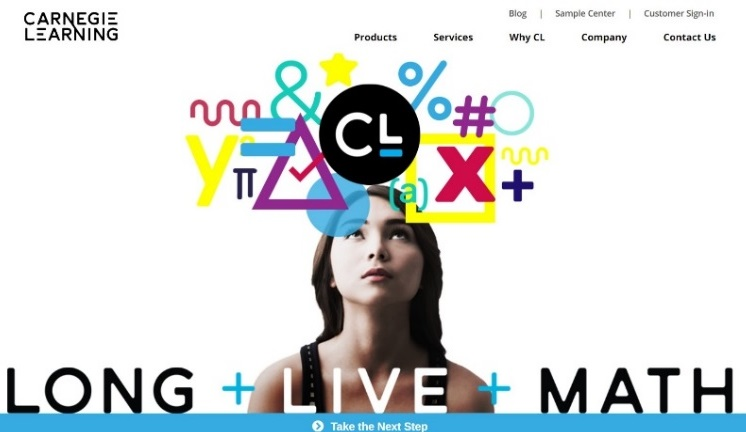 CARNEGIE
LEARNING
Blog | Sample Center | Customer Sign-in
Products Services Why CL Company Contact Us
& % #
CL
y π (a) x +
LONG + LIVE + MATH
Take the Next Step